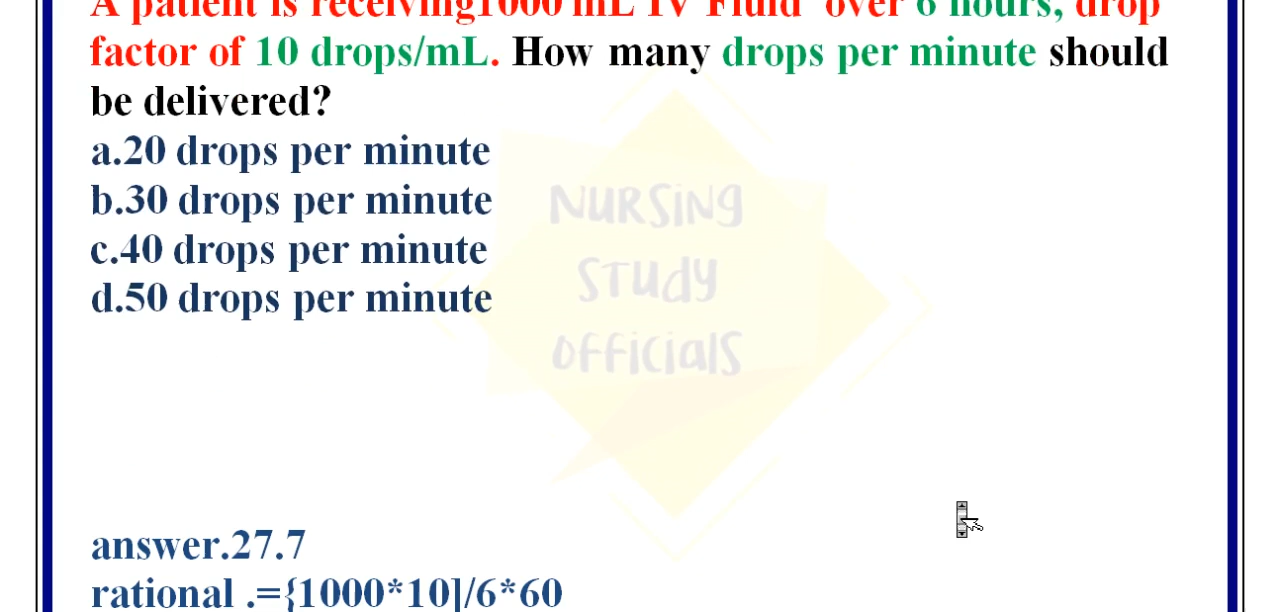 A patient is receiving1000 mL IV Fluid over 6 hours, drop
factor of 10 drops/mL. How many drops per minute should
be delivered?
a.20 drops per minute
b.30 drops per minute
c.40 drops per minute
d.50 drops per minute
NURSiNg
STudy
OFFiCialS
answer.27.7
rational .={1000*10]/6*60